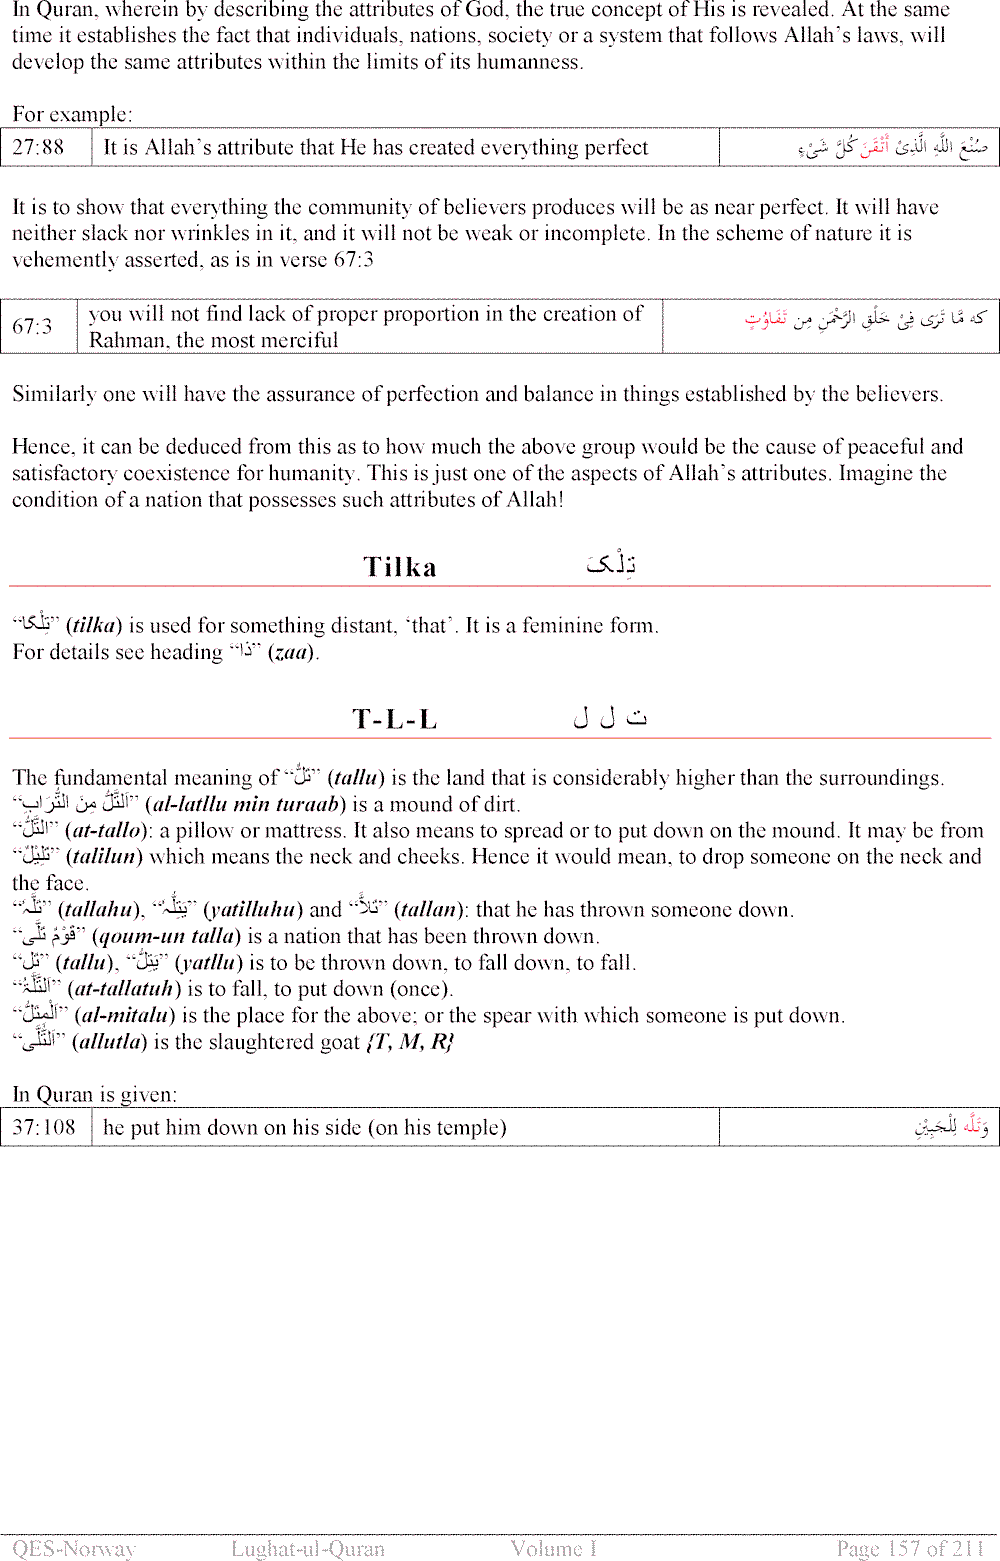 In Quran, wherein by describing the attributes of God, the true concept of His is revealed. At the same
time it establishes the fact that individuals, nations, society or a system that follows Allah's laws, will
develop the same attributes within the limits of its humanness.
For example:
27:88 It is Allah's attribute that He has created everything perfect صُنْعَ اللَّهِ الَّذِىْ أَتْقَنَ كُلَّ شَىْءٍ
It is to show that everything the community of believers produces will be as near perfect. It will have
neither slack nor wrinkles in it, and it will not be weak or incomplete. In the scheme of nature it is
vehemently asserted, as is in verse 67:3
67:3 you will not find lack of proper proportion in the creation of
Rahman, the most merciful كه مَّا تَرَى فِىْ خَلْقِ الرَّحْمَنِ مِن تَفَاوُتٍ
Similarly one will have the assurance of perfection and balance in things established by the believers.
Hence, it can be deduced from this as to how much the above group would be the cause of peaceful and
satisfactory coexistence for humanity. This is just one of the aspects of Allah's attributes. Imagine the
condition of a nation that possesses such attributes of Allah!
Tilka تِلْکَ
“تِلْکَا” (tilka) is used for something distant, ‘that’. It is a feminine form.
For details see heading “ذَا” (zaa).
T-L-L ت ل ل
The fundamental meaning of “تَلٌّ” (tallu) is the land that is considerably higher than the surroundings.
“اَلتَّلُّ مِنَ التُّرَابِ” (al-latllu min turaab) is a mound of dirt.
“التَّلُّ” (at-tallo): a pillow or mattress. It also means to spread or to put down on the mound. It may be from
“تَلِيْلٌ” (talilun) which means the neck and cheeks. Hence it would mean, to drop someone on the neck and
the face.
“تَلَّہٗ” (tallahu), “يَتِلُّہٗ” (yatilluhu) and “تَلاًّ” (tallan): that he has thrown someone down.
“قَوْمٌ تَلّٰى” (qoum-un talla) is a nation that has been thrown down.
“تَل” (tallu), “يَتِلُّ” (yatllu) is to be thrown down, to fall down, to fall.
“اَلتَّلَّۃُ” (at-tallatuh) is to fall, to put down (once).
“اَلْمِتَلُّ” (al-mitalu) is the place for the above; or the spear with which someone is put down.
“اَلتُّلّٰى” (allutla) is the slaughtered goat {T, M, R}
In Quran is given:
37:108 he put him down on his side (on his temple) وَتَلَّه لِلْجَبِيْنِ
QES-Norway Lughat-ul-Quran Volume I Page 157 of 211